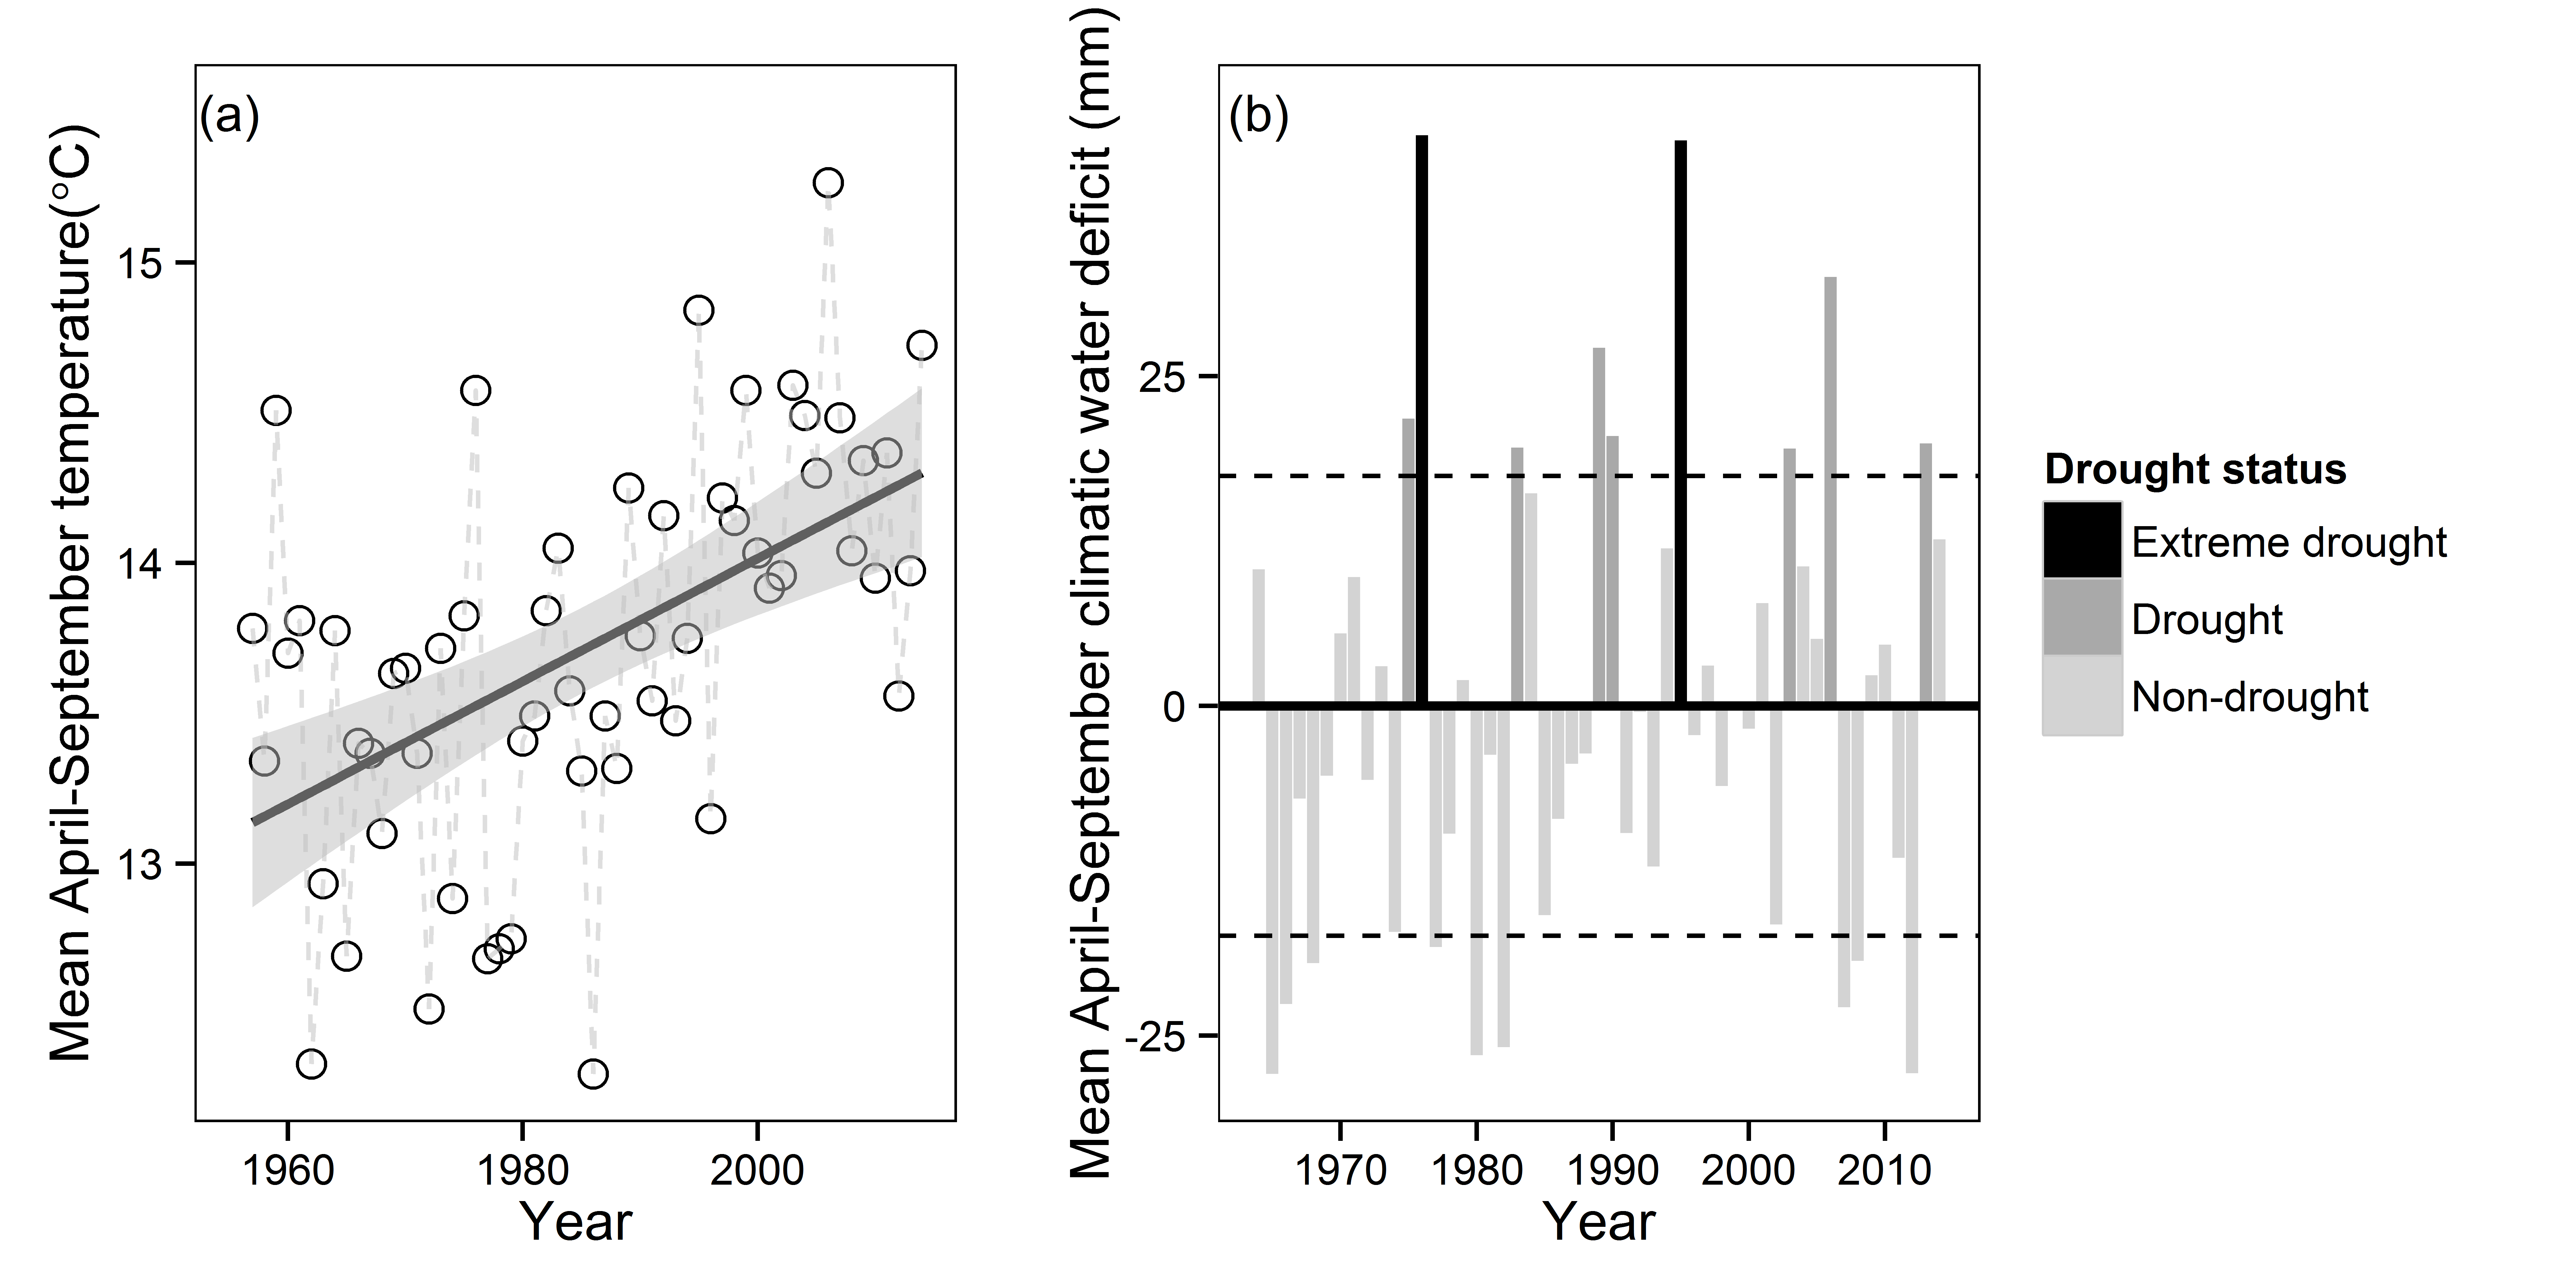 (a)
Mean April-September temperature(°C)
15
14
13
1960 1980 2000
Year
(b)
Mean April-September climatic water deficit (mm)
25
0
-25
1970 1980 1990 2000 2010
Year
Drought status
Extreme drought
Drought
Non-drought